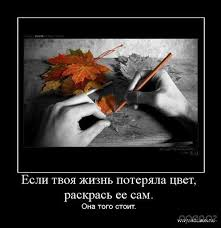 Если твоя жизнь потеряла цвет,
раскрась ее сам.
Она того стоит.